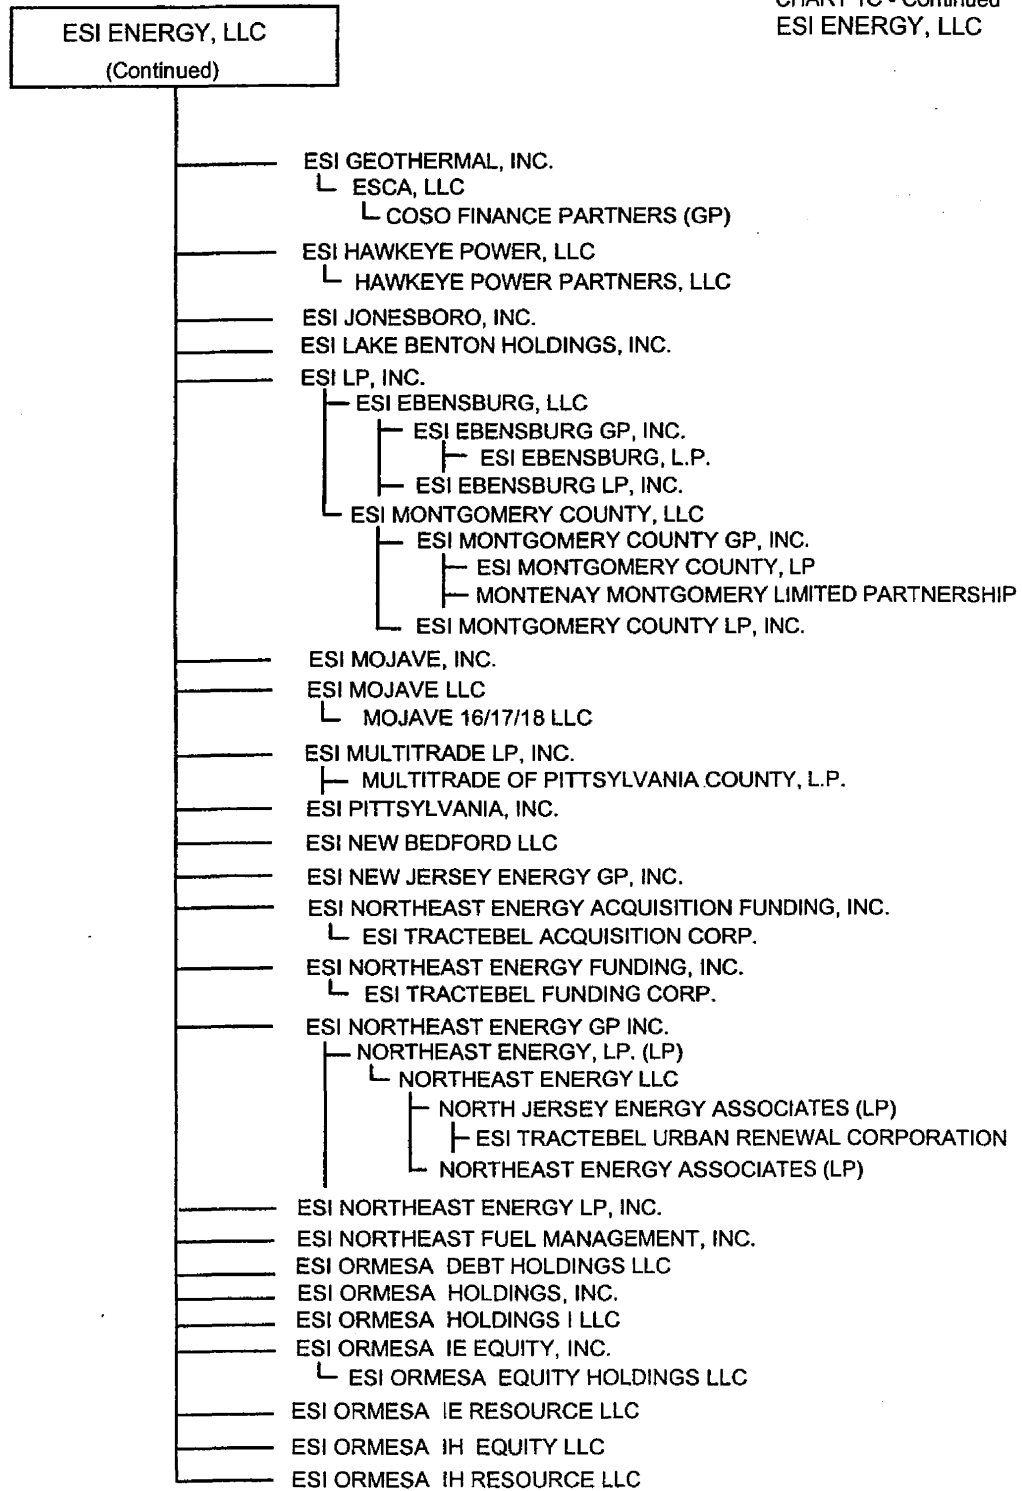 CHART 1C - Continued
ESI ENERGY, LLC
ESI ENERGY, LLC
(Continued)
ESI GEOTHERMAL, INC.
ESCA, LLC
COSO FINANCE PARTNERS (GP)
ESI HAWKEYE POWER, LLC
HAWKEYE POWER PARTNERS, LLC
ESI JONESBORO, INC.
ESI LAKE BENTON HOLDINGS, INC.
ESI LP, INC.
ESI EBENSBURG, LLC
ESI EBENSBURG GP, INC.
ESI EBENSBURG, L.P.
ESI EBENSBURG LP, INC.
ESI MONTGOMERY COUNTY, LLC
ESI MONTGOMERY COUNTY GP, INC.
ESI MONTGOMERY COUNTY, LP
MONTENAY MONTGOMERY LIMITED PARTNERSHIP
ESI MONTGOMERY COUNTY LP, INC.
ESI MOJAVE, INC.
ESI MOJAVE LLC
MOJAVE 16/17/18 LLC
ESI MULTITRADE LP, INC.
MULTITRADE OF PITTSYLVANIA COUNTY, L.P.
ESI PITTSYLVANIA, INC.
ESI NEW BEDFORD LLC
ESI NEW JERSEY ENERGY GP, INC.
ESI NORTHEAST ENERGY ACQUISITION FUNDING, INC.
ESI TRACTEBEL ACQUISITION CORP.
ESI NORTHEAST ENERGY FUNDING, INC.
ESI TRACTEBEL FUNDING CORP.
ESI NORTHEAST ENERGY GP INC.
NORTHEAST ENERGY, LP. (LP)
NORTHEAST ENERGY LLC
NORTH JERSEY ENERGY ASSOCIATES (LP)
ESI TRACTEBEL URBAN RENEWAL CORPORATION
NORTHEAST ENERGY ASSOCIATES (LP)
ESI NORTHEAST ENERGY LP, INC.
ESI NORTHEAST FUEL MANAGEMENT, INC.
ESI ORMESA DEBT HOLDINGS LLC
ESI ORMESA HOLDINGS, INC.
ESI ORMESA HOLDINGS I LLC
ESI ORMESA IE EQUITY, INC.
ESI ORMESA EQUITY HOLDINGS LLC
ESI ORMESA IE RESOURCE LLC
ESI ORMESA IH EQUITY LLC
ESI ORMESA IH RESOURCE LLC